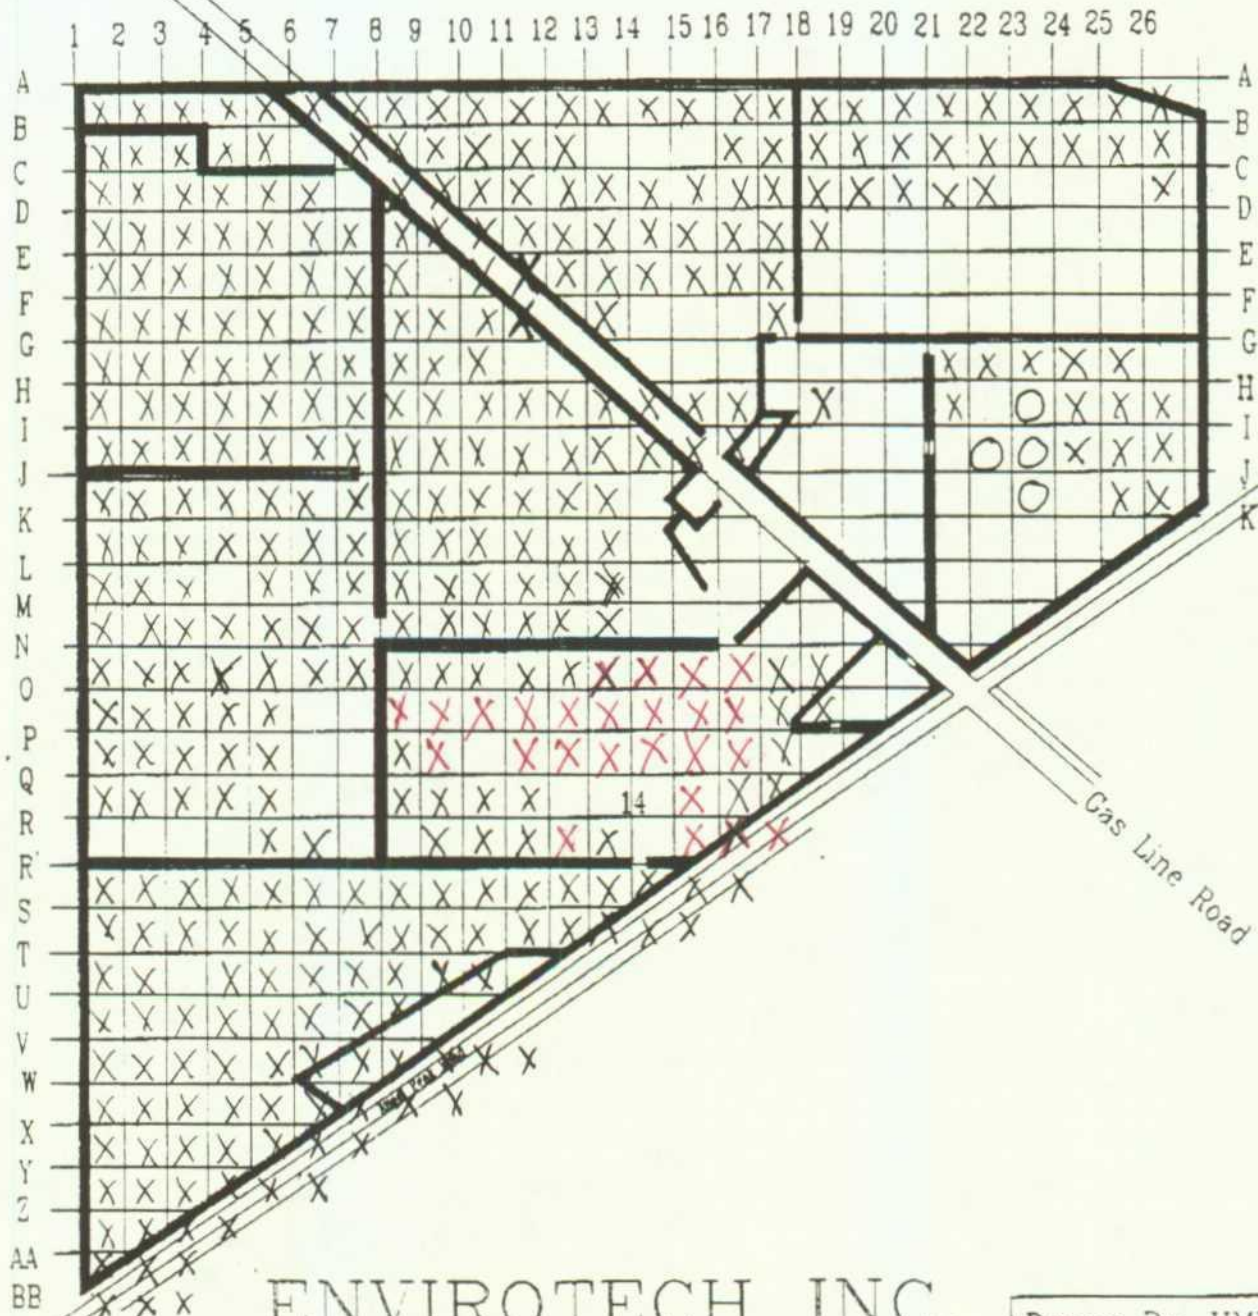 1 2 3 4 5 6 7 8 9 10 11 12 13 14 15 16 17 18 19 20 21 22 23 24 25 26
A A
B B
C C
D D
E E
F F
G G
H H
I I
J J
K K
L
M
N
O
P
Q
14
R
R'
S
T
U
V
W
X
Y
Z
AA
BB
Gas Line Road
ENVIROTECH INC